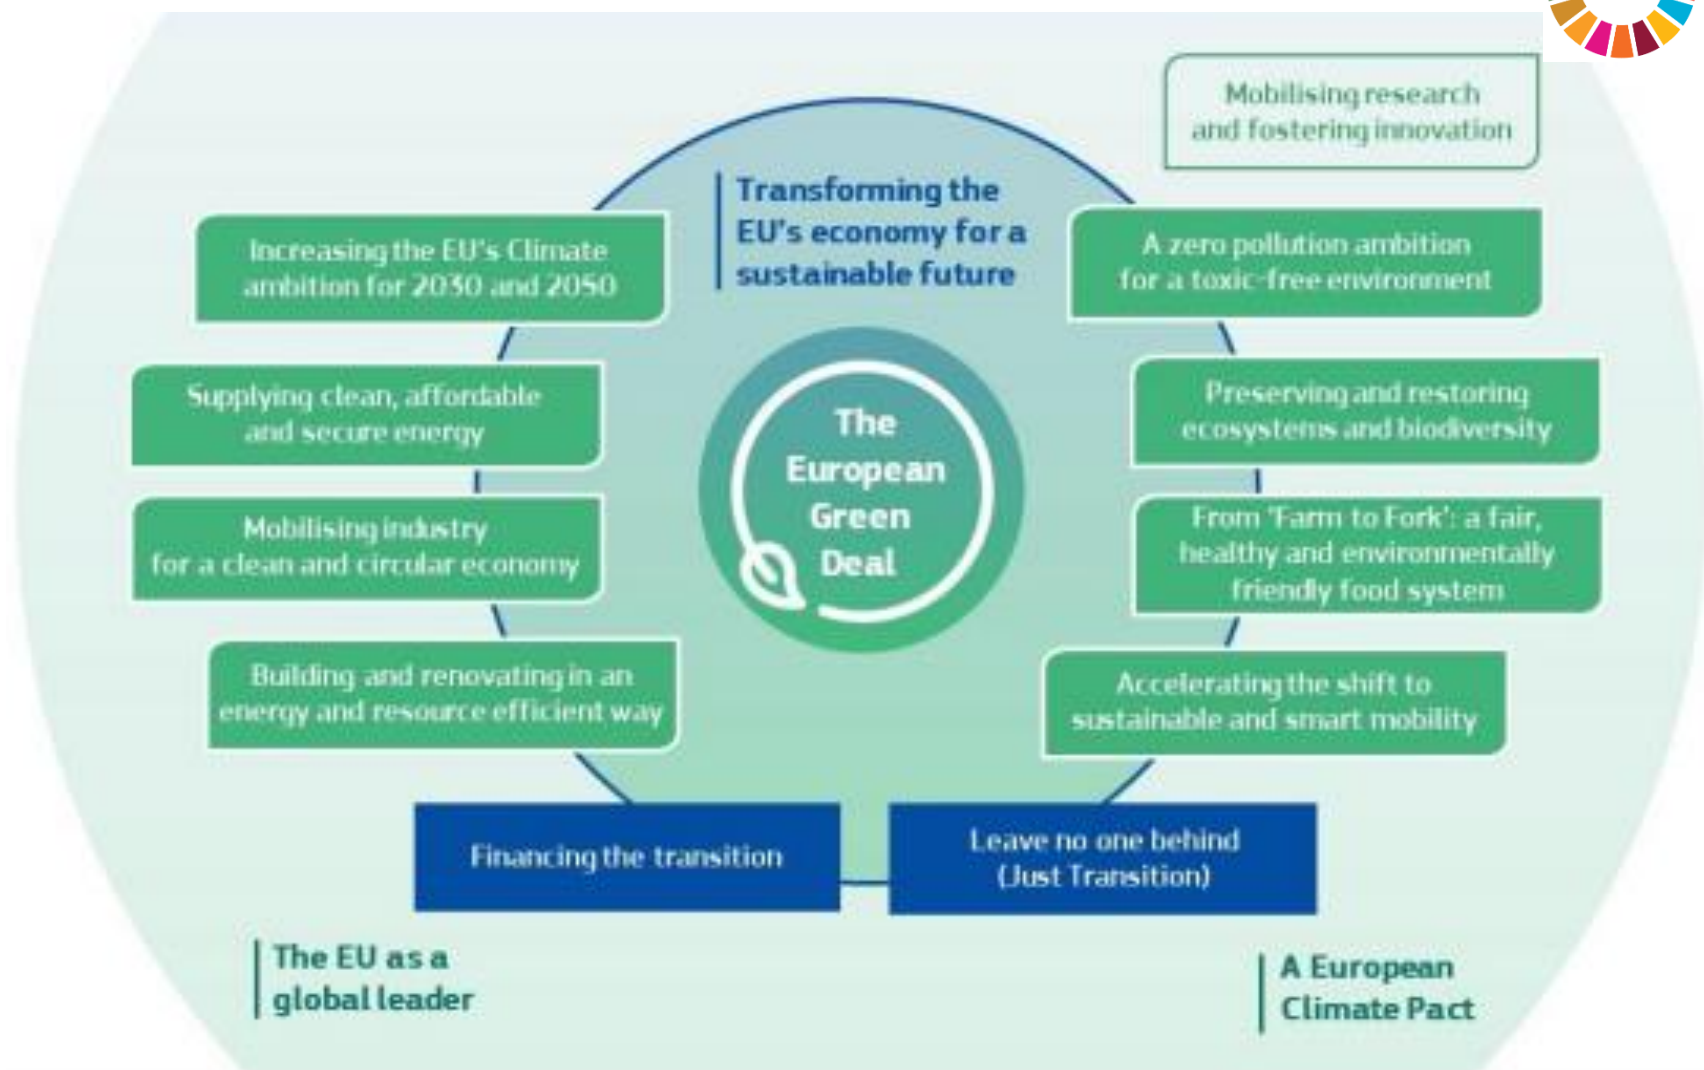 Mobilising research
and fostering innovation
Transforming the
EU's economy for a
sustainable future
Increasing the EU's Climate
ambition for 2030 and 2050
Supplying clean, affordable
and secure energy
Mobilising industry
for a clean and circular economy
Building and renovating in an
energy and resource efficient way
The
European
Green
Deal
A zero pollution ambition
for a toxic-free environment
Preserving and restoring
ecosystems and biodiversity
From 'Farm to Fork': a fair,
healthy and environmentally
friendly food system
Accelerating the shift to
sustainable and smart mobility
Financing the transition
Leave no one behind
(Just Transition)
The EU as a
global leader
A European
Climate Pact